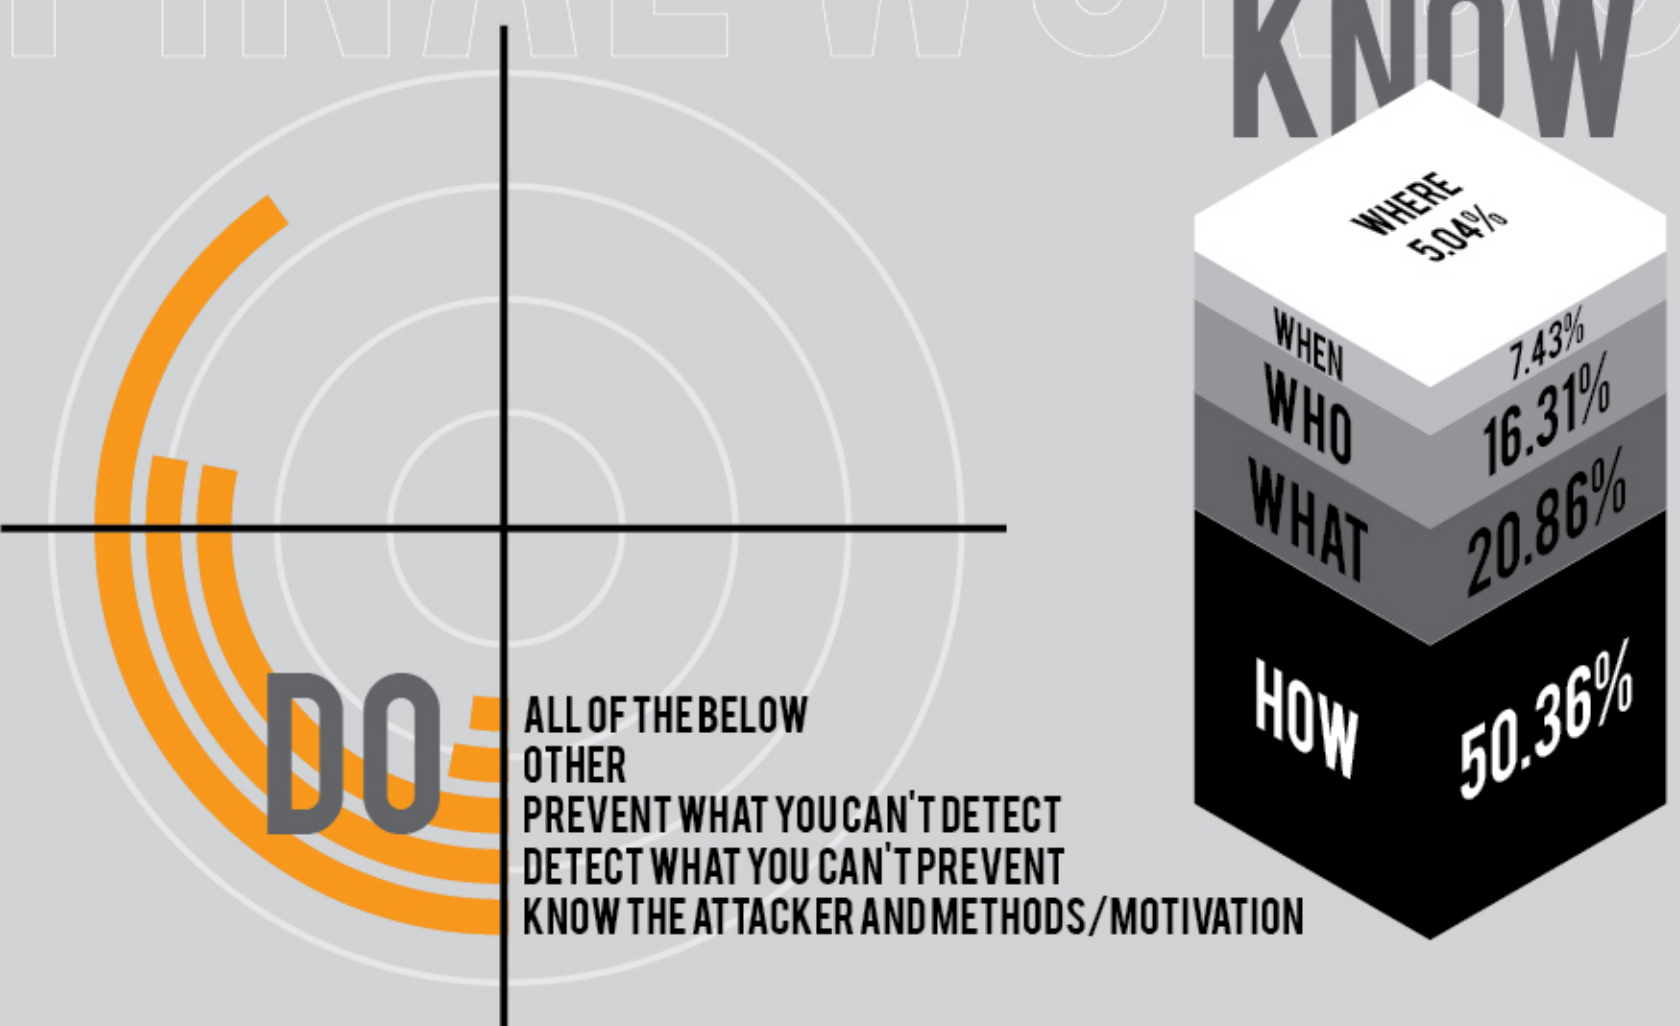 FINAL WORDS
KNOW
WHERE
5.04%
WHEN 7.43%
WHO 16.31%
WHAT 20.86%
HOW 50.36%
DO
ALL OF THE BELOW
OTHER
PREVENT WHAT YOU CAN'T DETECT
DETECT WHAT YOU CAN'T PREVENT
KNOW THE ATTACKER AND METHODS/MOTIVATION